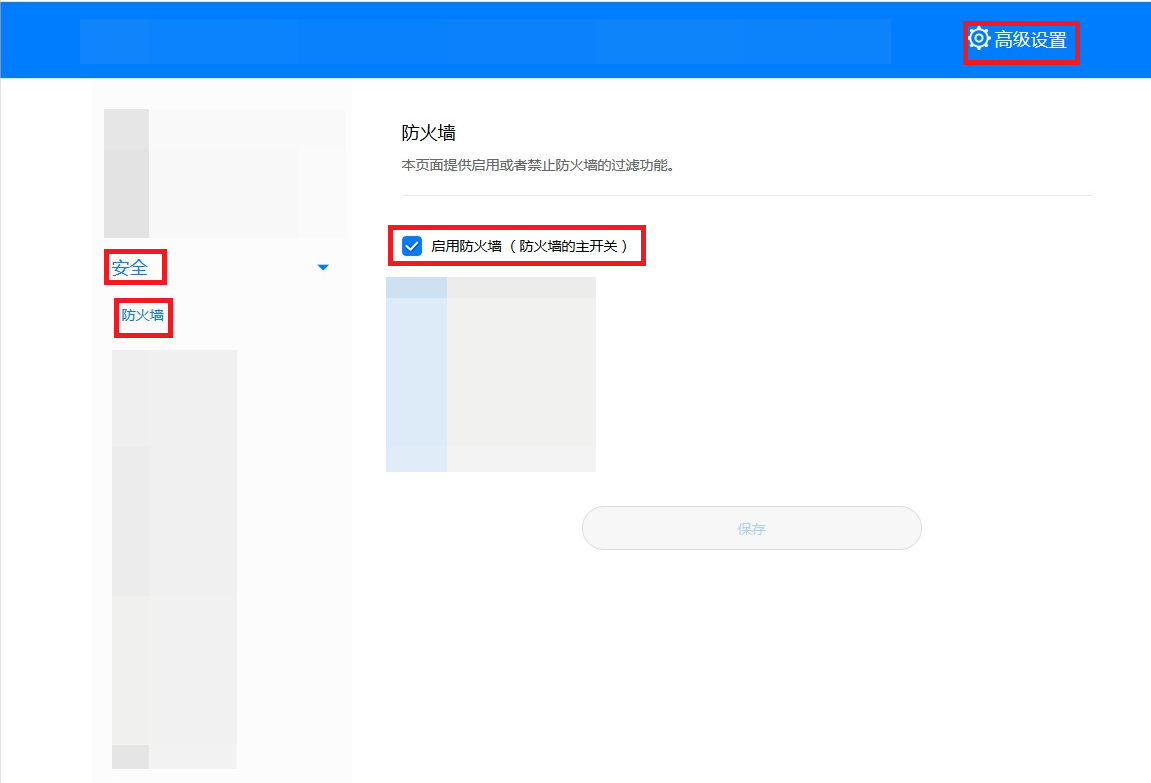 高级设置
防火墙
本页面提供启用或者禁止防火墙的过滤功能。
启用防火墙（防火墙的主开关）
安全
防火墙
保存